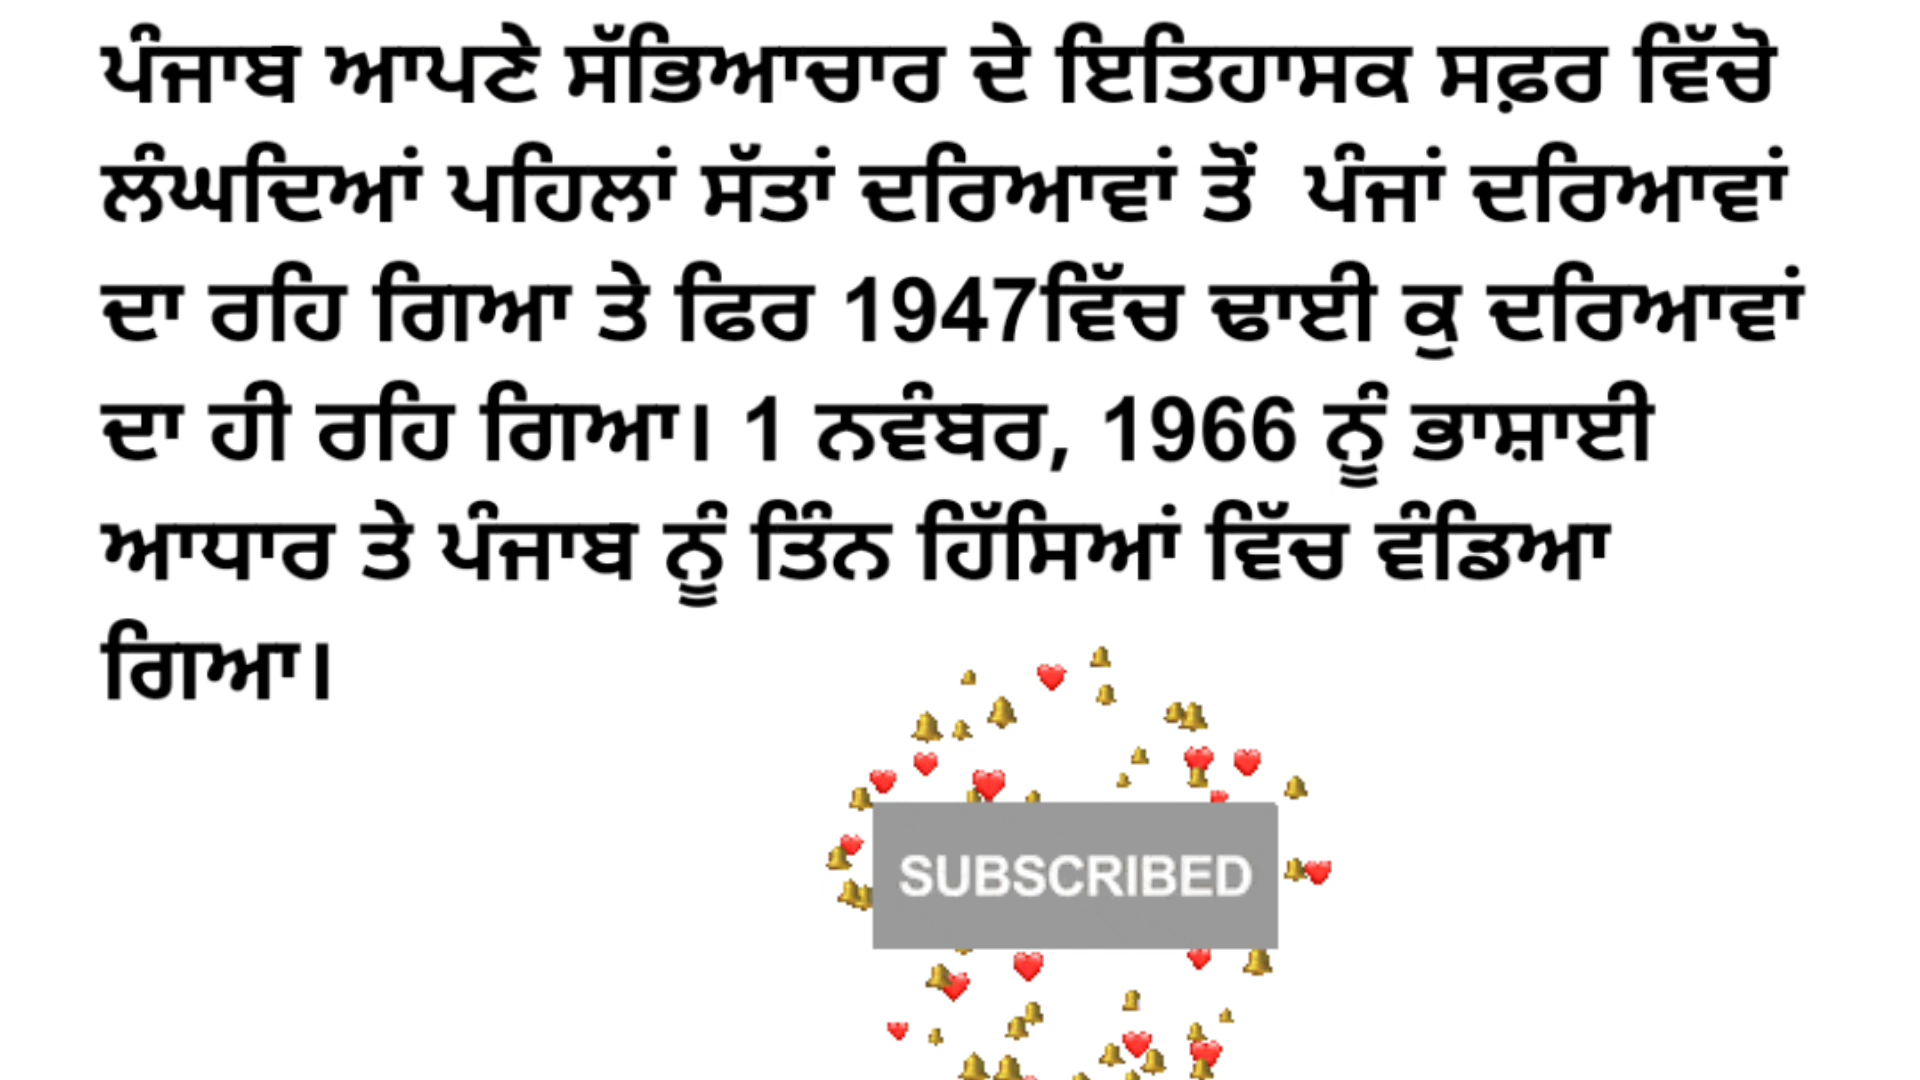 ਪੰਜਾਬ ਆਪਣੇ ਸੱਭਿਆਚਾਰ ਦੇ ਇਤਿਹਾਸਕ ਸਫ਼ਰ ਵਿੱਚੋ
ਲੰਘਦਿਆਂ ਪਹਿਲਾਂ ਸੱਤਾਂ ਦਰਿਆਵਾਂ ਤੋਂ ਪੰਜਾਂ ਦਰਿਆਵਾਂ
ਦਾ ਰਹਿ ਗਿਆ ਤੇ ਫਿਰ 1947ਵਿੱਚ ਢਾਈ ਕੁ ਦਰਿਆਵਾਂ
ਦਾ ਹੀ ਰਹਿ ਗਿਆ। 1 ਨਵੰਬਰ, 1966 ਨੂੰ ਭਾਸ਼ਾਈ
ਆਧਾਰ ਤੇ ਪੰਜਾਬ ਨੂੰ ਤਿੰਨ ਹਿੱਸਿਆਂ ਵਿੱਚ ਵੰਡਿਆ
ਗਿਆ।
SUBSCRIBED